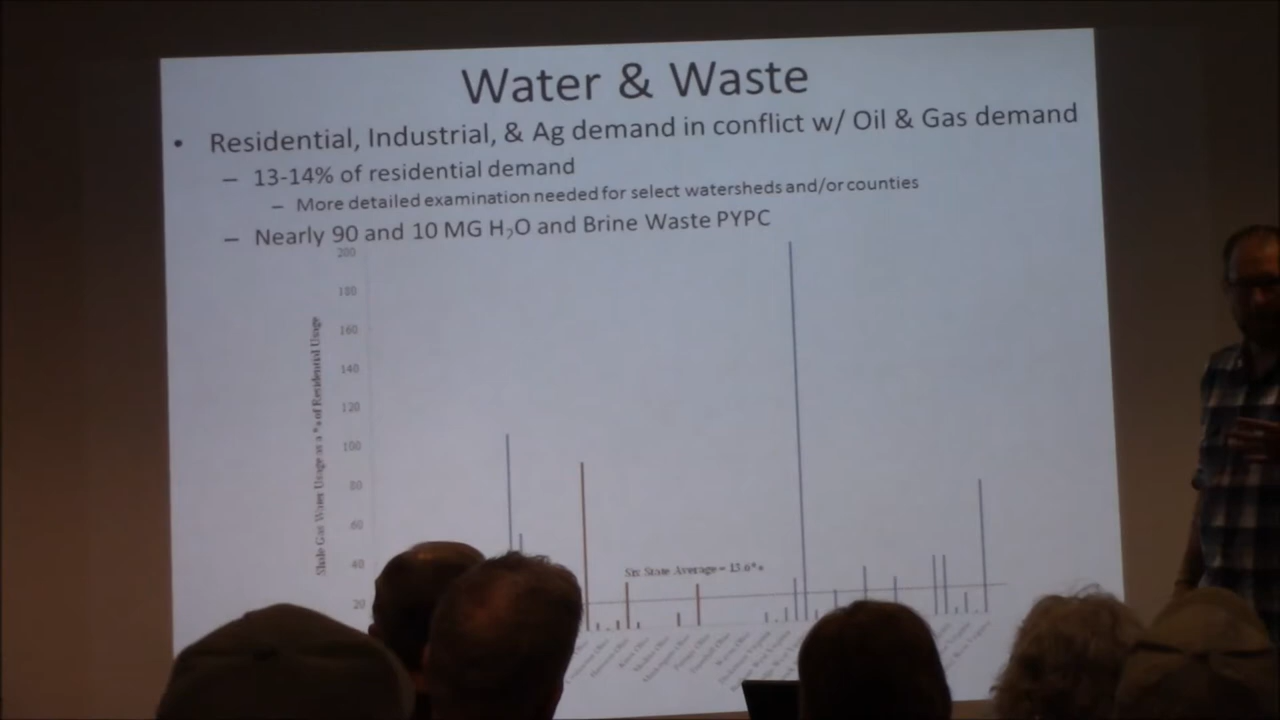 Water & Waste
• Residential, Industrial, & Ag demand in conflict w/ Oil & Gas demand
– 13-14% of residential demand
– More detailed examination needed for select watersheds and/or counties
– Nearly 90 and 10 MG H₂O and Brine Waste PYPC
200
180
160
140
120
100
80
60
40
20
Shale Gas Water Usage as a % of Residential Usage
Six State Average = 13.6%